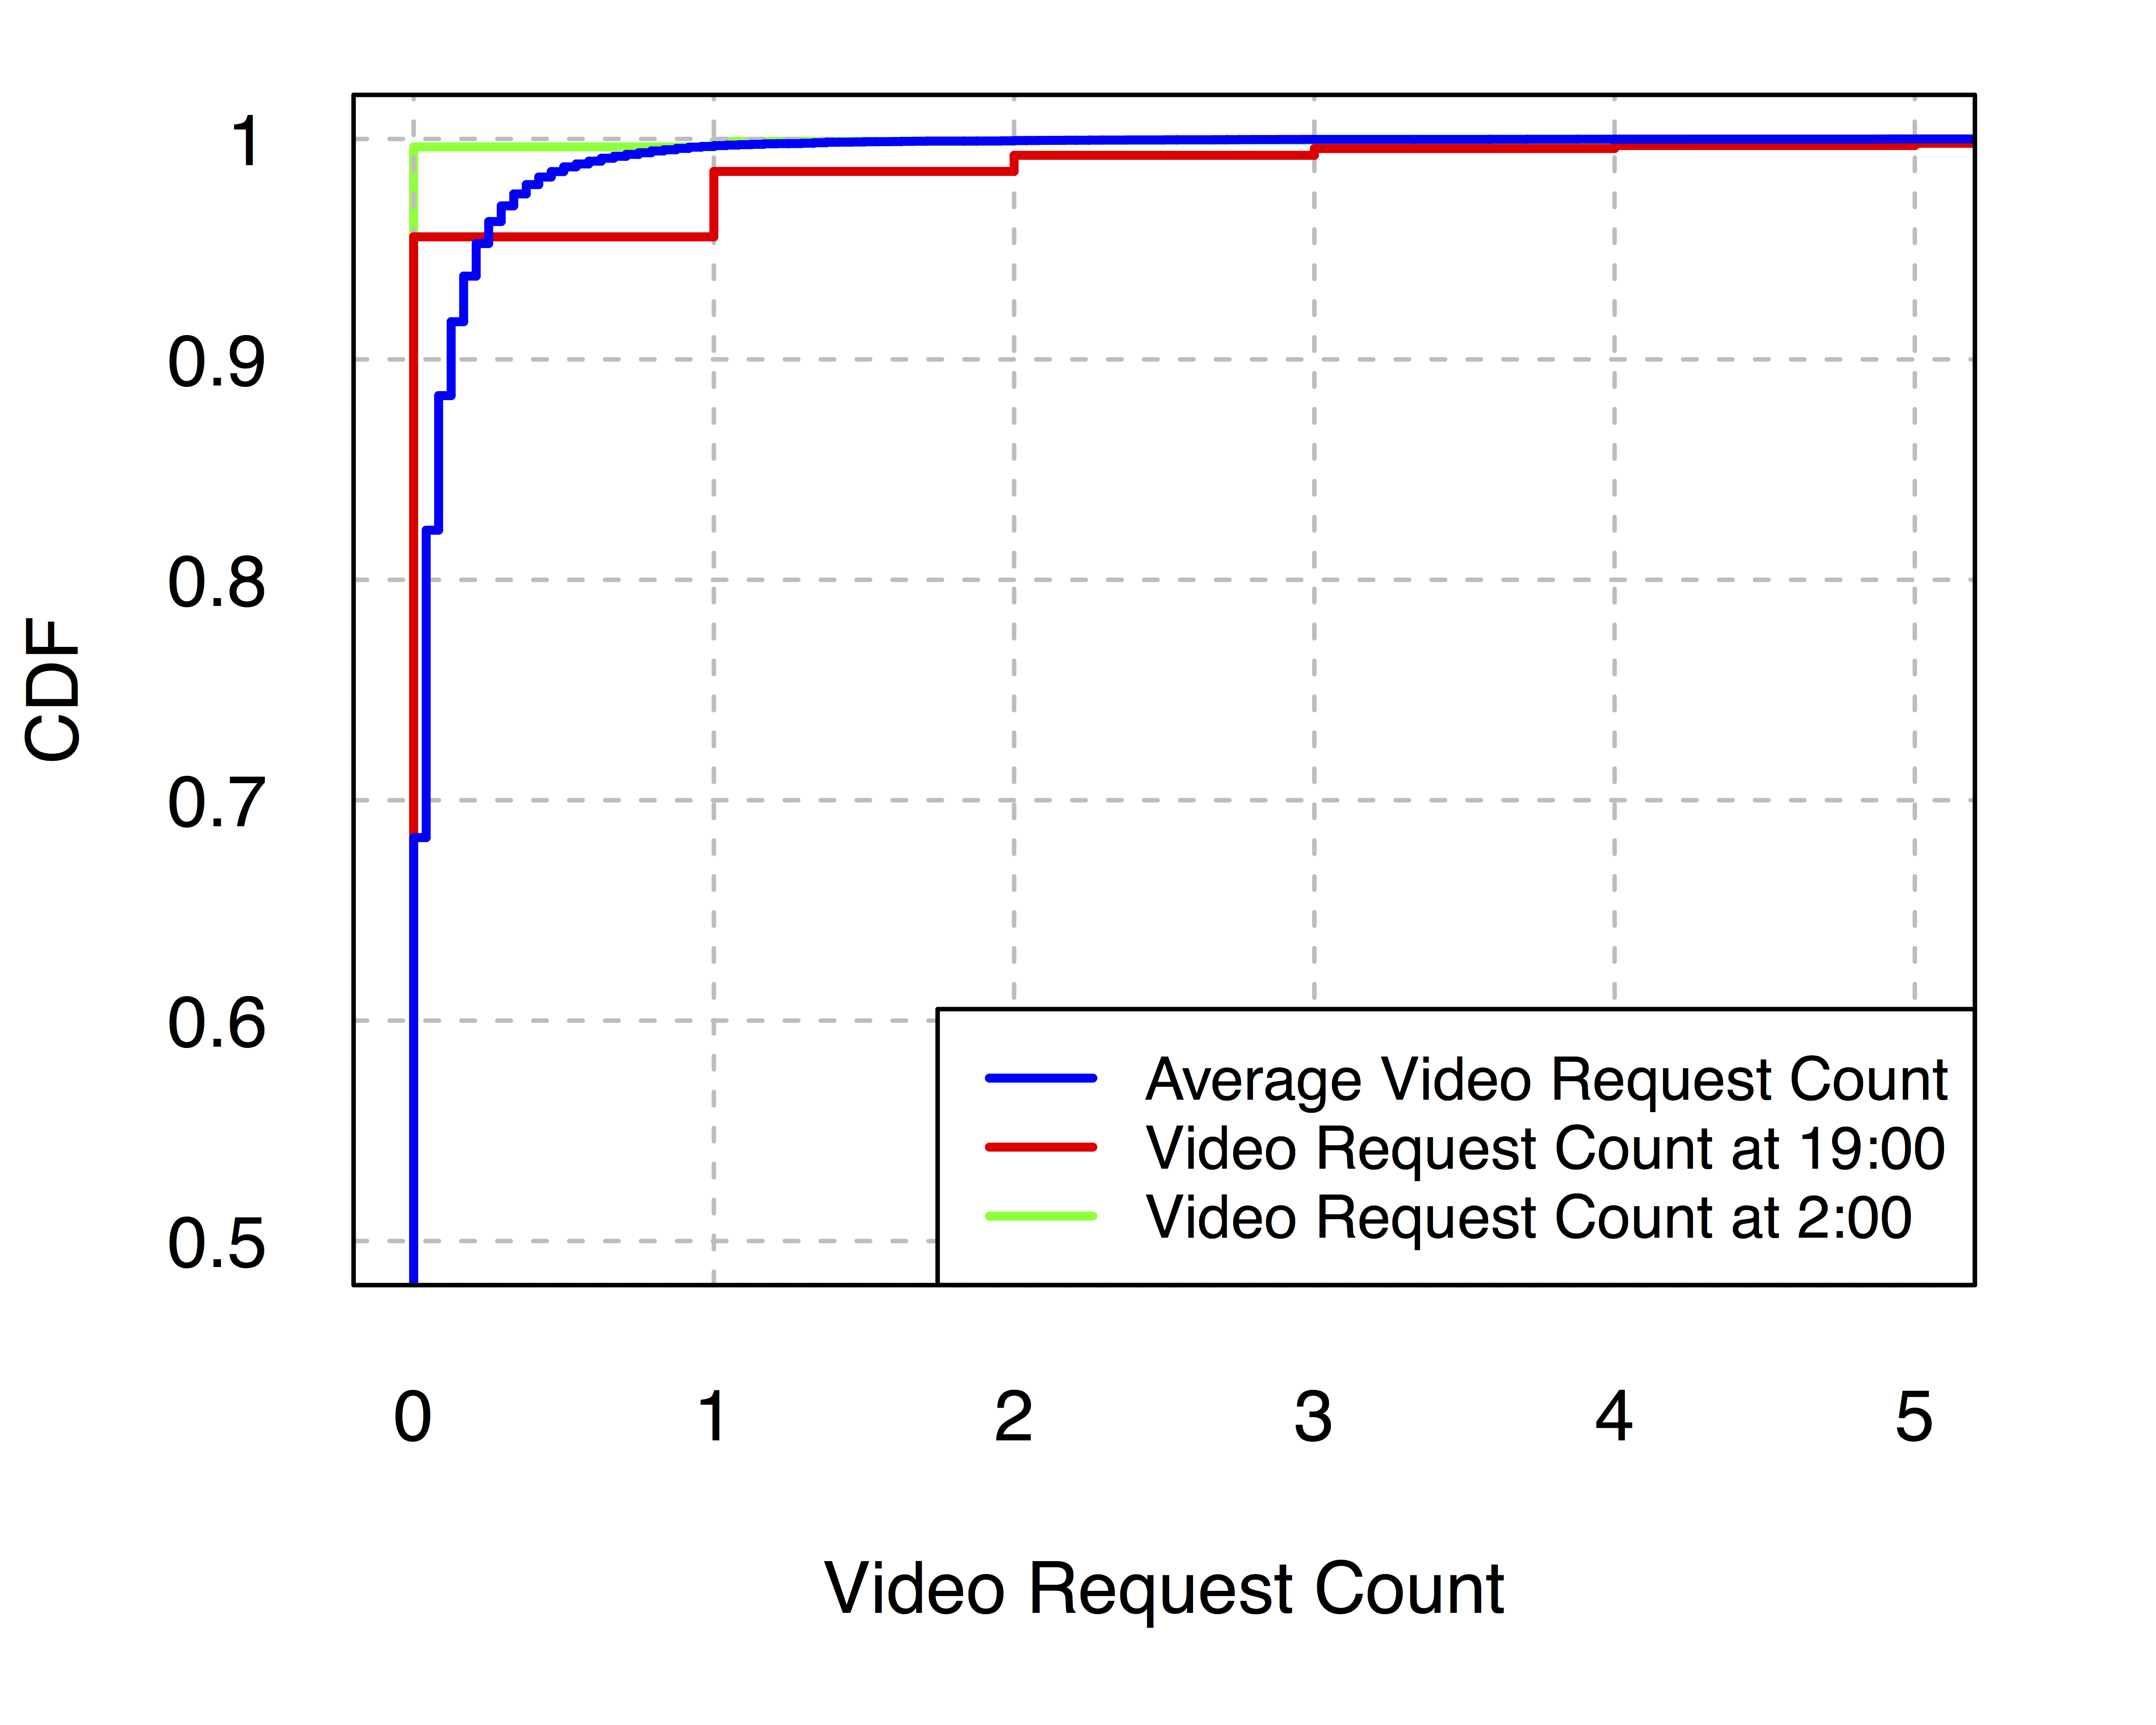 1
0.9
0.8
0.7
0.6
0.5
CDF
Average Video Request Count
Video Request Count at 19:00
Video Request Count at 2:00
0 1 2 3 4 5
Video Request Count